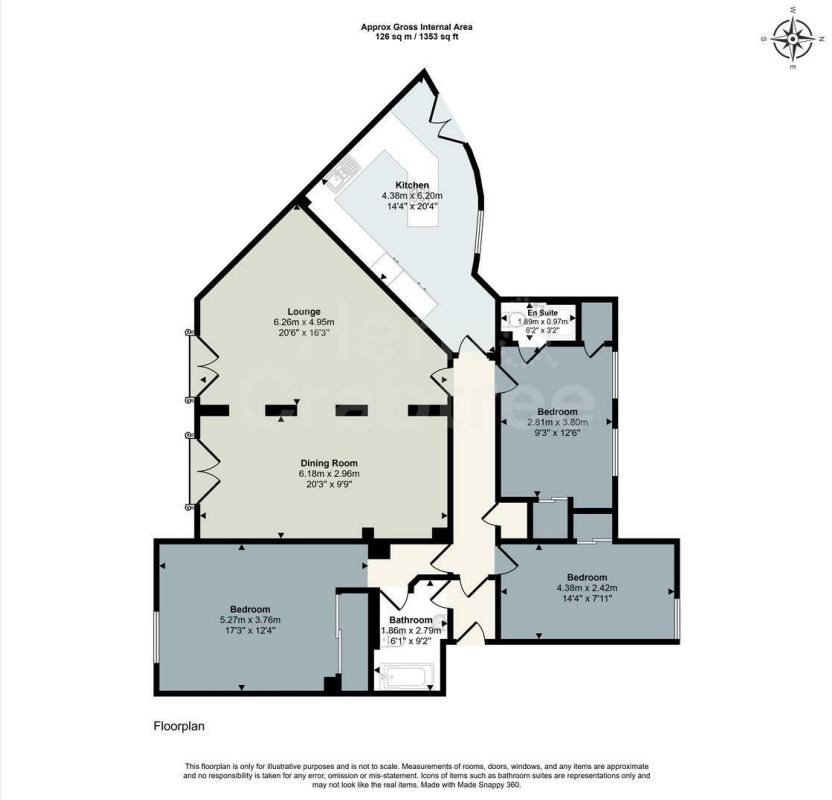 Approx Gross Internal Area
126 sq m / 1353 sq ft
W
S
N
E
Kitchen
4.38m x 6.20m
14'4" x 20'4"
Lounge
6.26m x 4.95m
20'6" x 16'3"
En Suite
1.89m x 0.97m
6'2" x 3'2"
Bedroom
2.81m x 3.80m
9'3" x 12'6"
Dining Room
6.18m x 2.96m
20'3" x 9'9"
Bedroom
4.38m x 2.42m
14'4" x 7'11"
Bedroom
5.27m x 3.76m
17'3" x 12'4"
Bathroom
1.86m x 2.79m
6'1" x 9'2"
Floorplan
This floorplan is only for illustrative purposes and is not to scale. Measurements of rooms, doors, windows, and any items are approximate
and no responsibility is taken for any error, omission or mis-statement. Icons of items such as bathroom suites are representations only and
may not look like the real items. Made with Made Snappy 360.
Crabtree